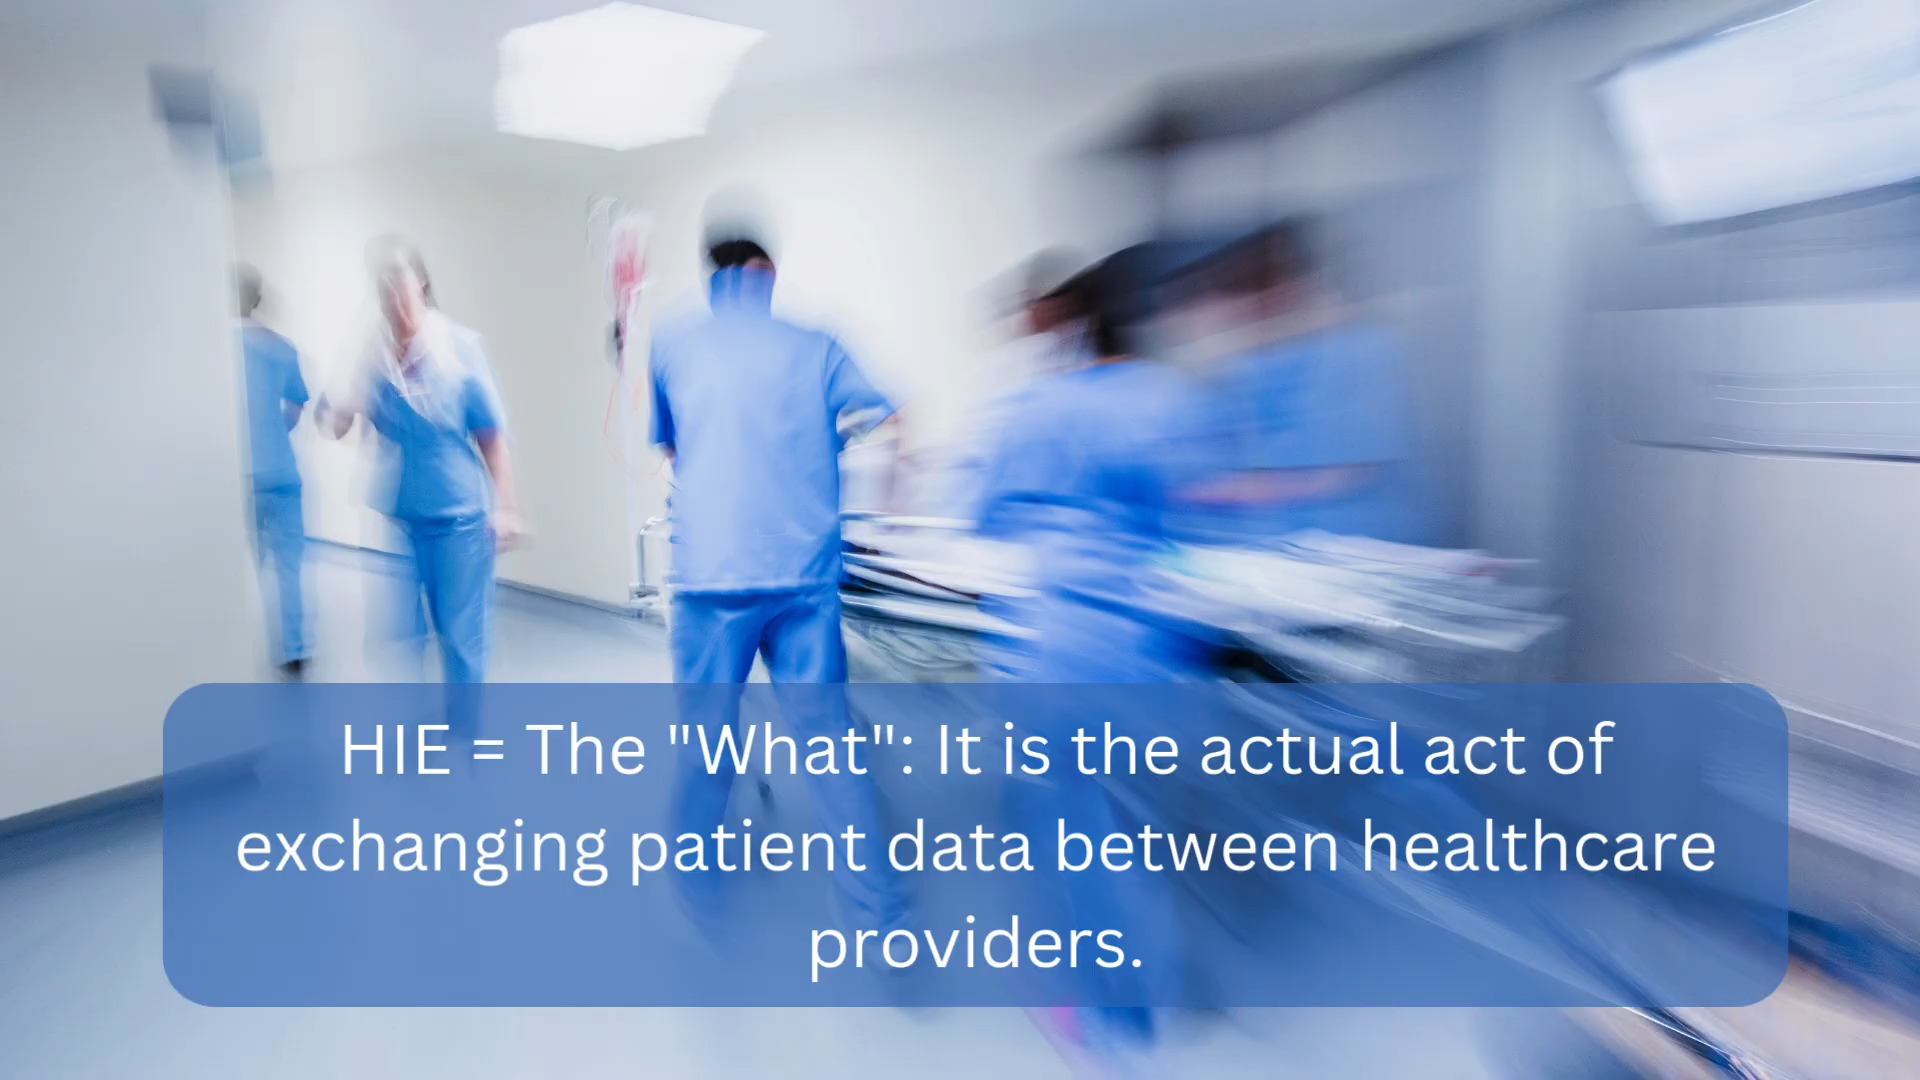 HIE = The "What": It is the actual act of
exchanging patient data between healthcare
providers.